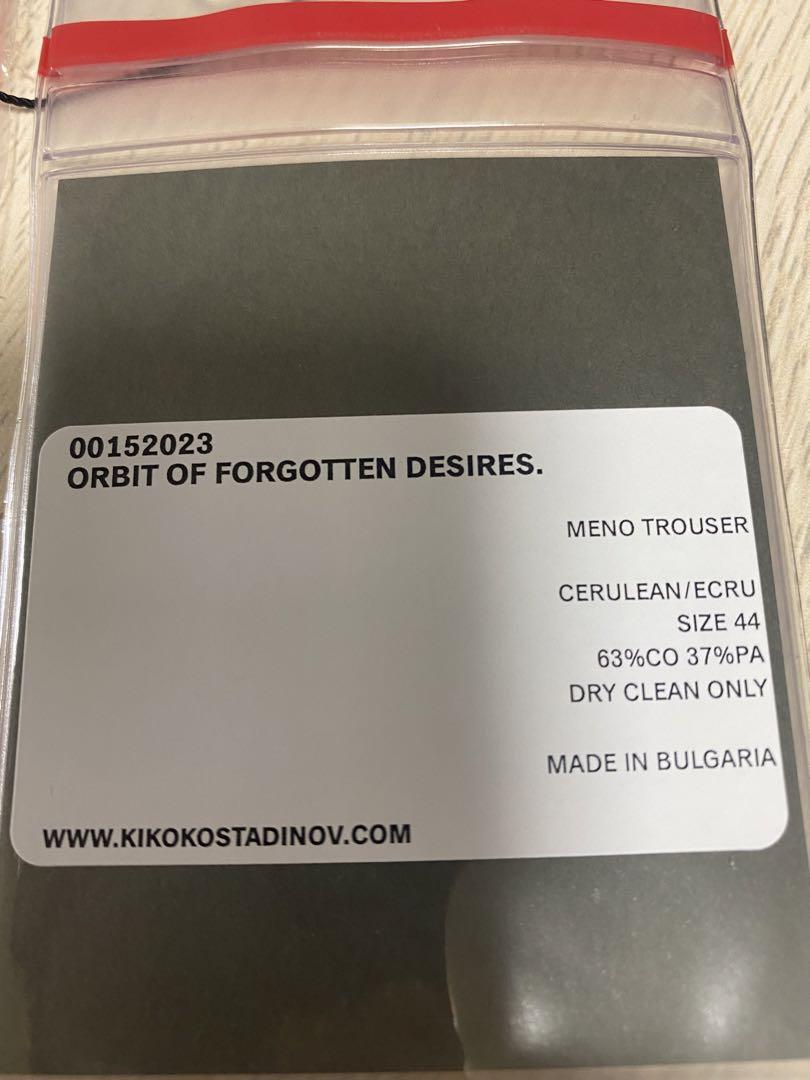 00152023
ORBIT OF FORGOTTEN DESIRES.
MENO TROUSER
CERULEAN/ECRU
SIZE 44
63%CO 37%PA
DRY CLEAN ONLY
MADE IN BULGARIA
WWW.KIKOKOSTADINOV.COM